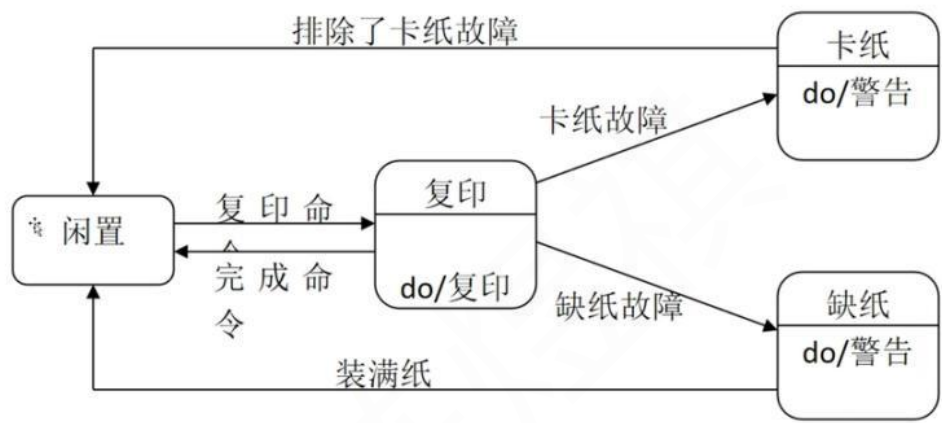 排除了卡纸故障
卡纸
do/警告
卡纸故障
复印命
闲置
复印
do/复印
完成命
令
缺纸故障
缺纸
do/警告
装满纸